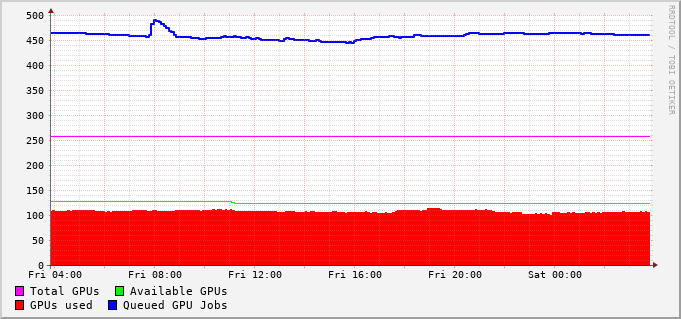 500
450
400
350
300
250
200
150
100
50
0
Fri 04:00 Fri 08:00 Fri 12:00 Fri 16:00 Fri 20:00 Sat 00:00
Total GPUs Available GPUs
GPUs used Queued GPU Jobs
RRDTOOL / TOBI OETIKER